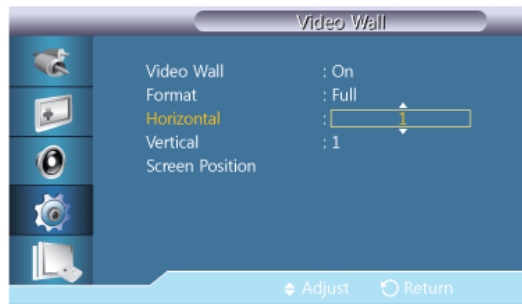 Video Wall
Video Wall : On
Format : Full
Horizontal : 1
Vertical : 1
Screen Position
Adjust Return